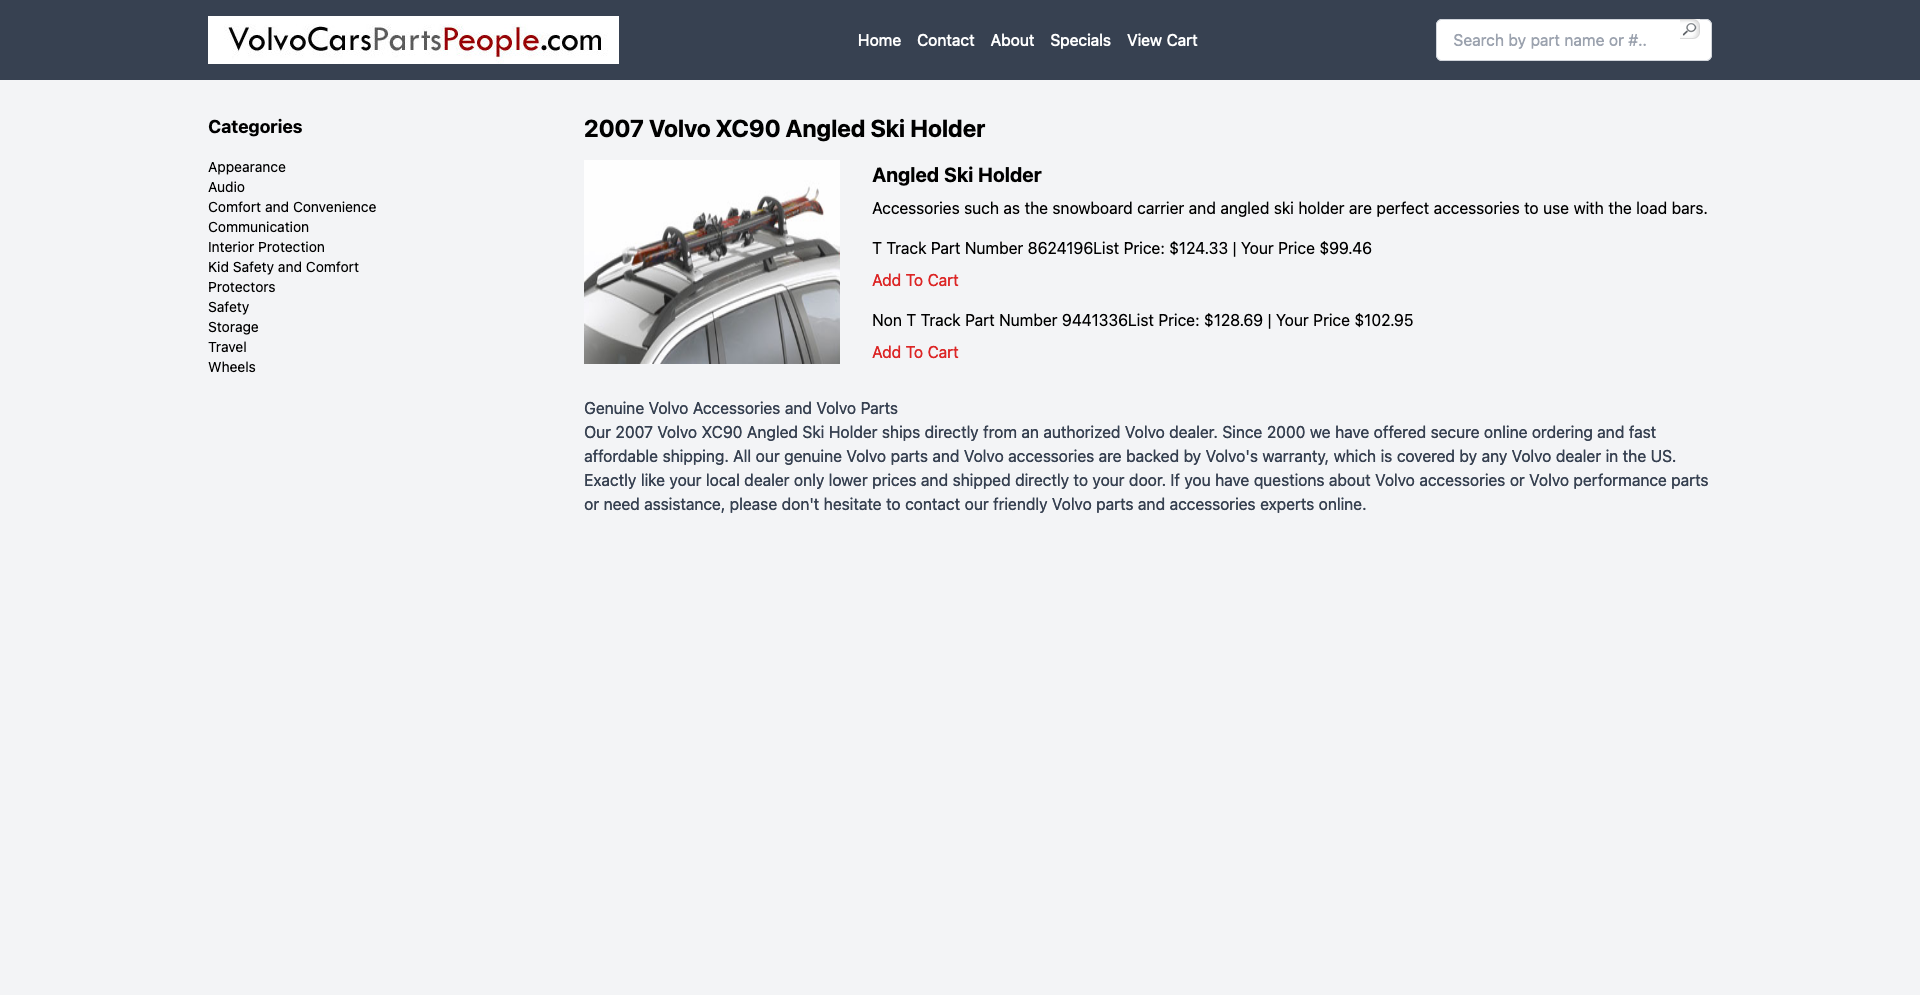 VolvoCarsPartsPeople.com
Home Contact About Specials View Cart
Search by part name or #..
Categories
Appearance
Audio
Comfort and Convenience
Communication
Interior Protection
Kid Safety and Comfort
Protectors
Safety
Storage
Travel
Wheels
2007 Volvo XC90 Angled Ski Holder
Angled Ski Holder
Accessories such as the snowboard carrier and angled ski holder are perfect accessories to use with the load bars.
T Track Part Number 8624196List Price: $124.33 | Your Price $99.46
Add To Cart
Non T Track Part Number 9441336List Price: $128.69 | Your Price $102.95
Add To Cart
Genuine Volvo Accessories and Volvo Parts
Our 2007 Volvo XC90 Angled Ski Holder ships directly from an authorized Volvo dealer. Since 2000 we have offered secure online ordering and fast
affordable shipping. All our genuine Volvo parts and Volvo accessories are backed by Volvo's warranty, which is covered by any Volvo dealer in the US.
Exactly like your local dealer only lower prices and shipped directly to your door. If you have questions about Volvo accessories or Volvo performance parts
or need assistance, please don't hesitate to contact our friendly Volvo parts and accessories experts online.